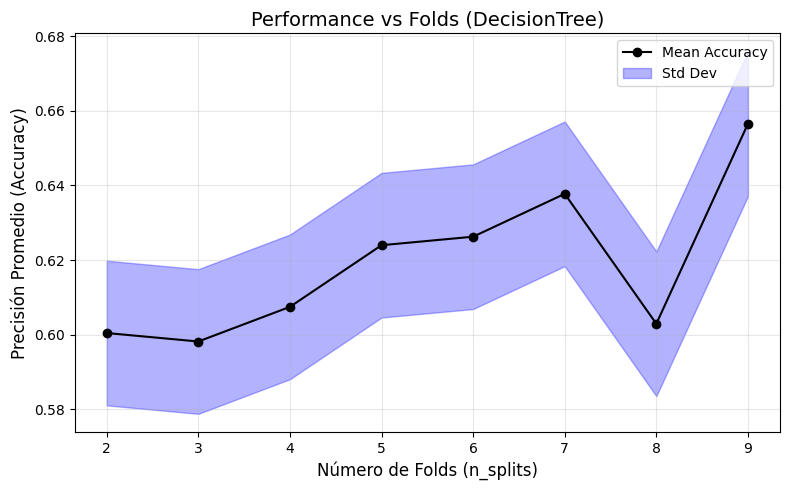 Performance vs Folds (DecisionTree)
Precisión Promedio (Accuracy)
0.68
0.66
0.64
0.62
0.60
0.58
Mean Accuracy
Std Dev
2 3 4 5 6 7 8 9
Número de Folds (n_splits)